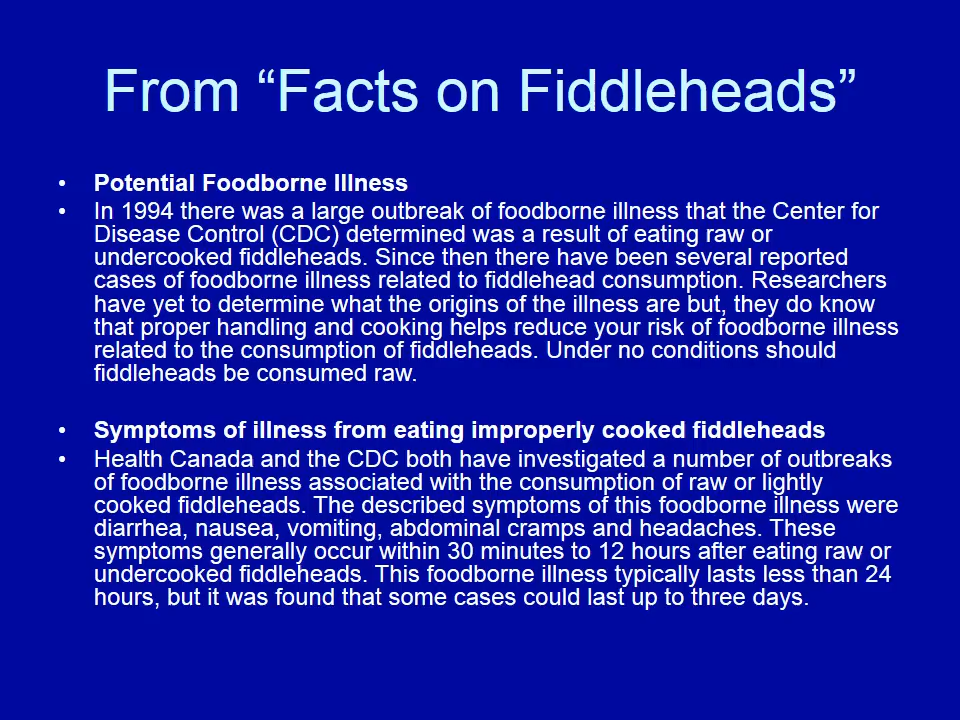 From “Facts on Fiddleheads”
• Potential Foodborne Illness
• In 1994 there was a large outbreak of foodborne illness that the Center for
Disease Control (CDC) determined was a result of eating raw or
undercooked fiddleheads. Since then there have been several reported
cases of foodborne illness related to fiddlehead consumption. Researchers
have yet to determine what the origins of the illness are but, they do know
that proper handling and cooking helps reduce your risk of foodborne illness
related to the consumption of fiddleheads. Under no conditions should
fiddleheads be consumed raw.
• Symptoms of illness from eating improperly cooked fiddleheads
• Health Canada and the CDC both have investigated a number of outbreaks
of foodborne illness associated with the consumption of raw or lightly
cooked fiddleheads. The described symptoms of this foodborne illness were
diarrhea, nausea, vomiting, abdominal cramps and headaches. These
symptoms generally occur within 30 minutes to 12 hours after eating raw or
undercooked fiddleheads. This foodborne illness typically lasts less than 24
hours, but it was found that some cases could last up to three days.